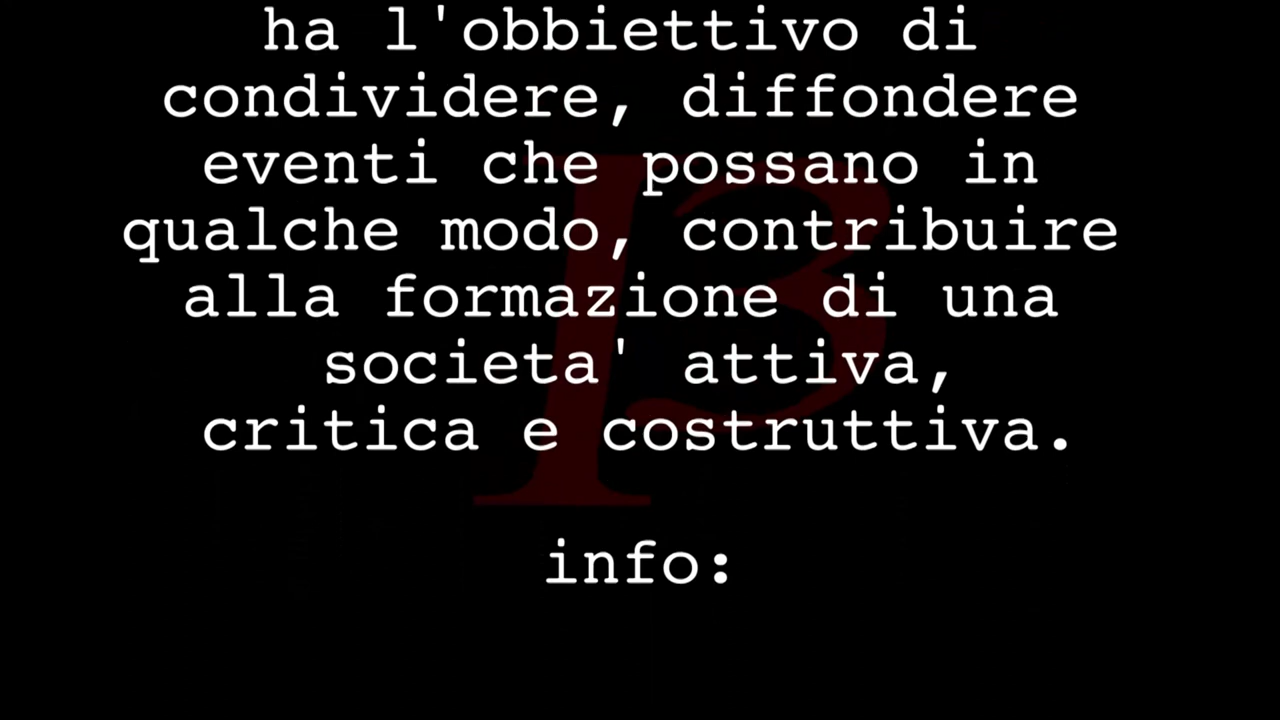 ha l'obbiettivo di
condividere, diffondere
eventi che possano in
qualche modo, contribuire
alla formazione di una
societa' attiva,
critica e costruttiva.
info: